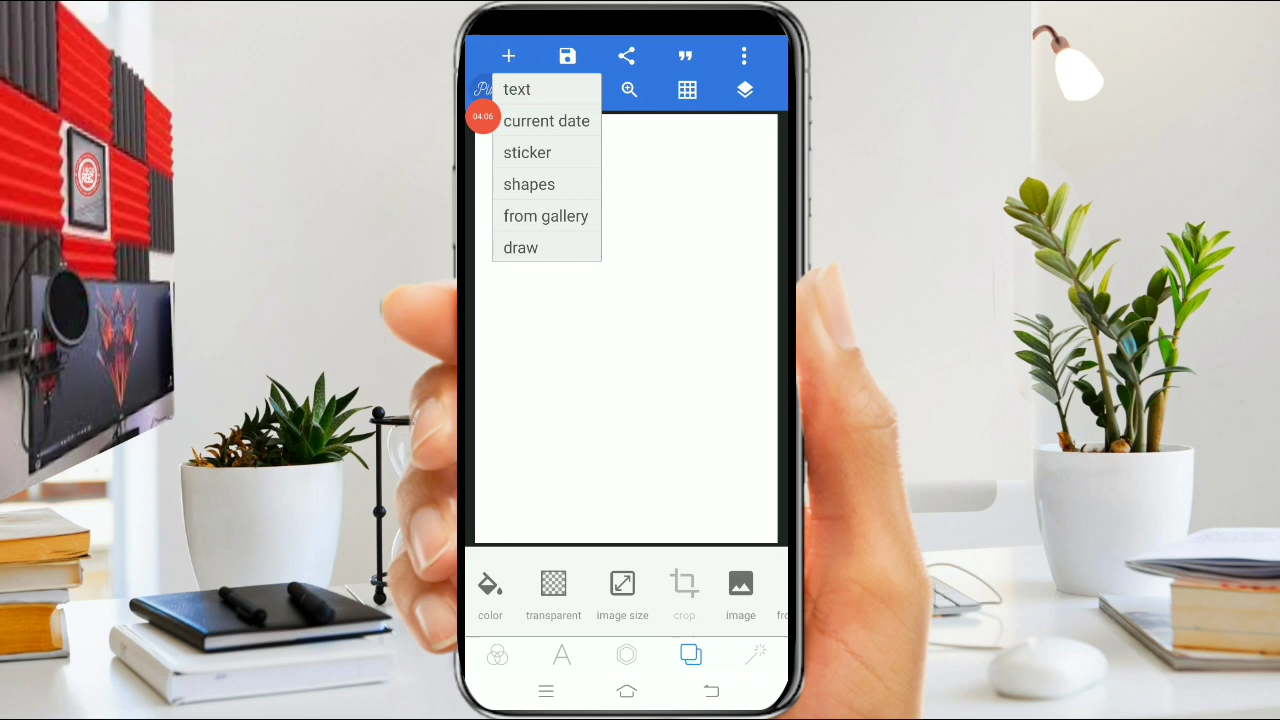 text
04:06
current date
sticker
shapes
from gallery
draw
color
transparent
image size
crop
image